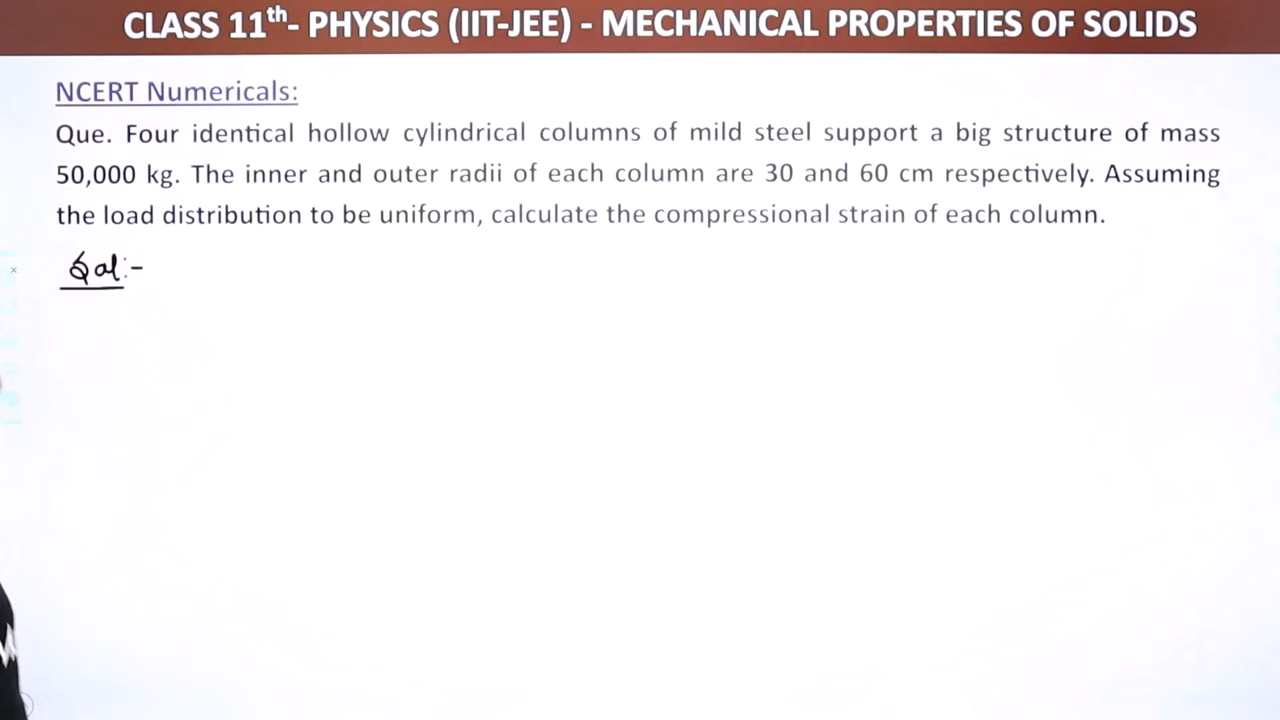 CLASS 11th- PHYSICS (IIT-JEE) - MECHANICAL PROPERTIES OF SOLIDS
NCERT Numericals:
Que. Four identical hollow cylindrical columns of mild steel support a big structure of mass
50,000 kg. The inner and outer radii of each column are 30 and 60 cm respectively. Assuming
the load distribution to be uniform, calculate the compressional strain of each column.
Sol:-